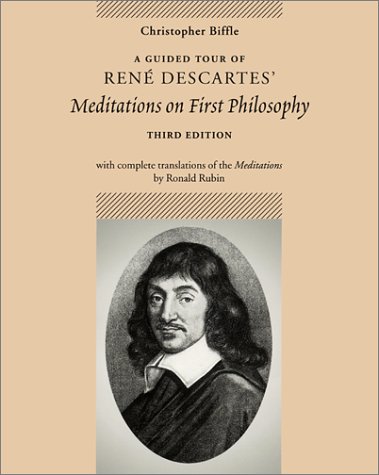 Christopher Biffle
A GUIDED TOUR OF
RENÉ DESCARTES'
Meditations on First Philosophy
THIRD EDITION
with complete translations of the Meditations
by Ronald Rubin